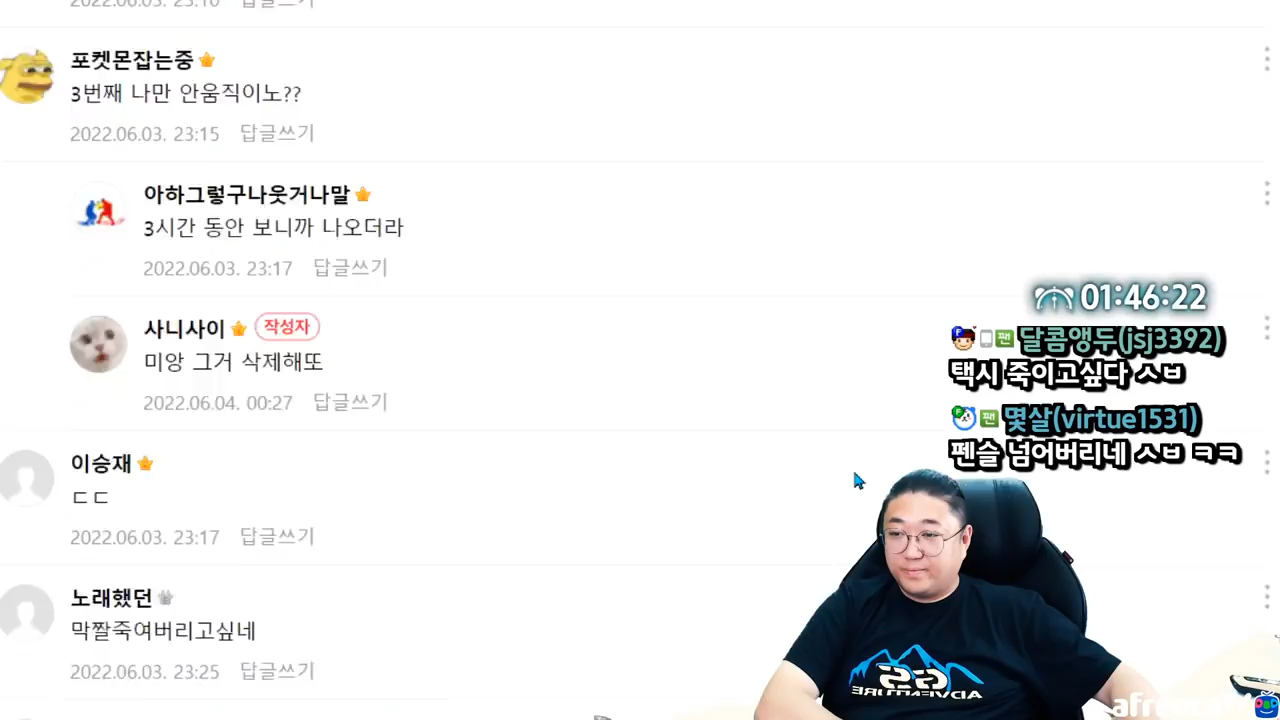 2022.06.03. 23:10 답글쓰기
포켓몬잡는중
3번째 나만 안움직이노??
2022.06.03. 23:15 답글쓰기
아하그렇구나웃거나말
3시간 동안 보니까 나오더라
2022.06.03. 23:17 답글쓰기
사니사이 작성자
미앙 그거 삭제해또
2022.06.04. 00:27 답글쓰기
이승재
ㄷㄷ
2022.06.03. 23:17 답글쓰기
노래했던
막짤죽여버리고싶네
2022.06.03. 23:25 답글쓰기
01:46:22
팬 달콤앵두(jsj3392)
택시 죽이고싶다 ㅅㅂ
팬 몇살(virtue1531)
펜슬 넘어버리네 ㅅㅂ ㅋㅋ
ADVENTURE